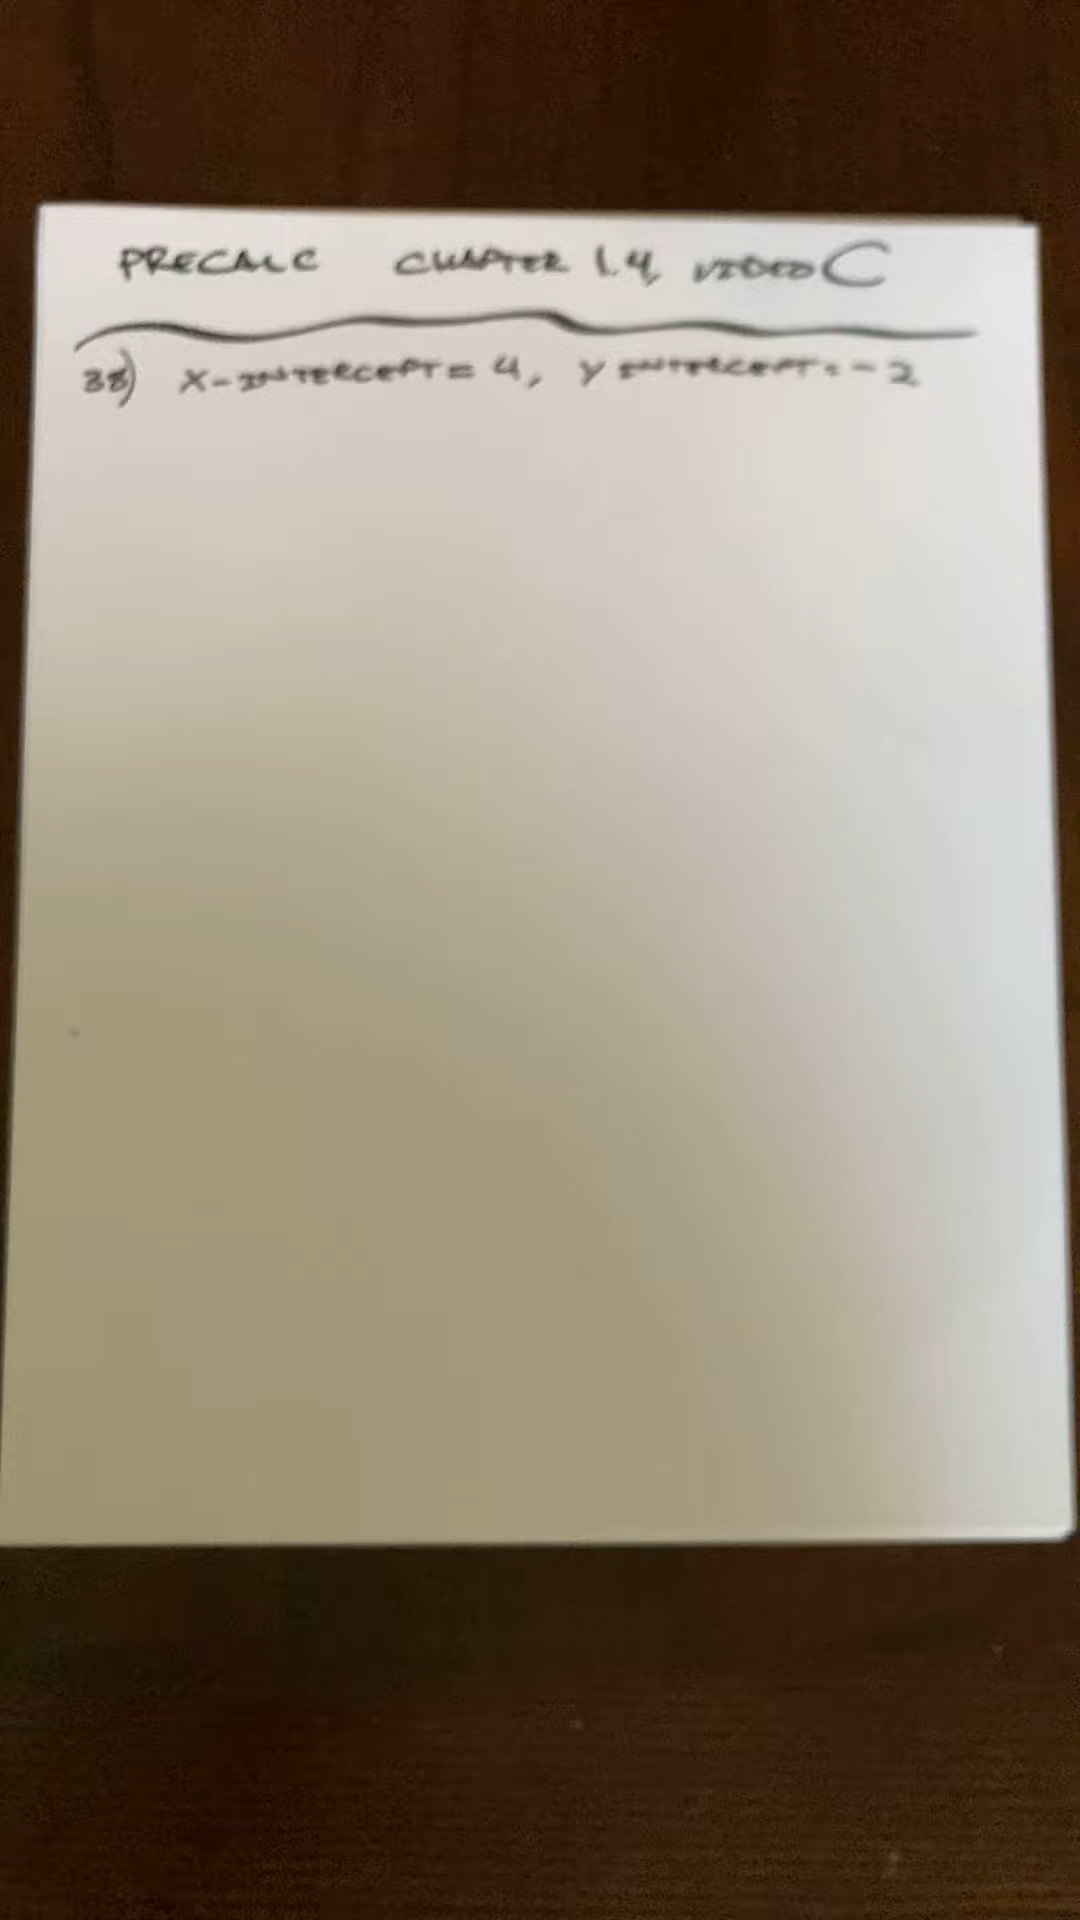 PRECALC CHAPTER 1.4, VIDEO C
38) X-INTERCEPT = 4, Y INTERCEPT = -2